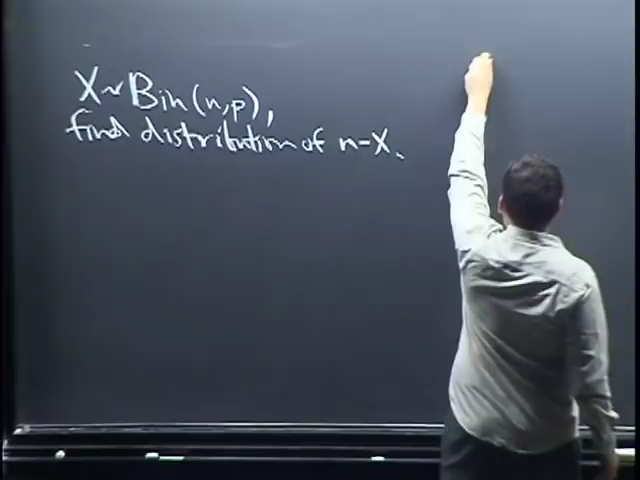 X ~ Bin(n,p),
find distribution of n-X.